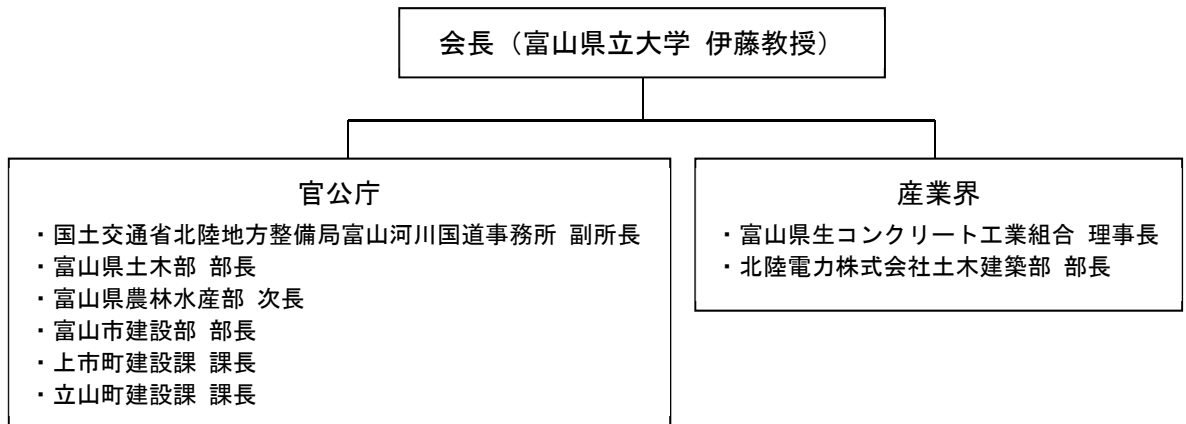 会長（富山県立大学 伊藤教授）
官公庁
・国土交通省北陸地方整備局富山河川国道事務所 副所長
・富山県土木部 部長
・富山県農林水産部 次長
・富山市建設部 部長
・上市町建設課 課長
・立山町建設課 課長
産業界
・富山県生コンクリート工業組合 理事長
・北陸電力株式会社土木建築部 部長